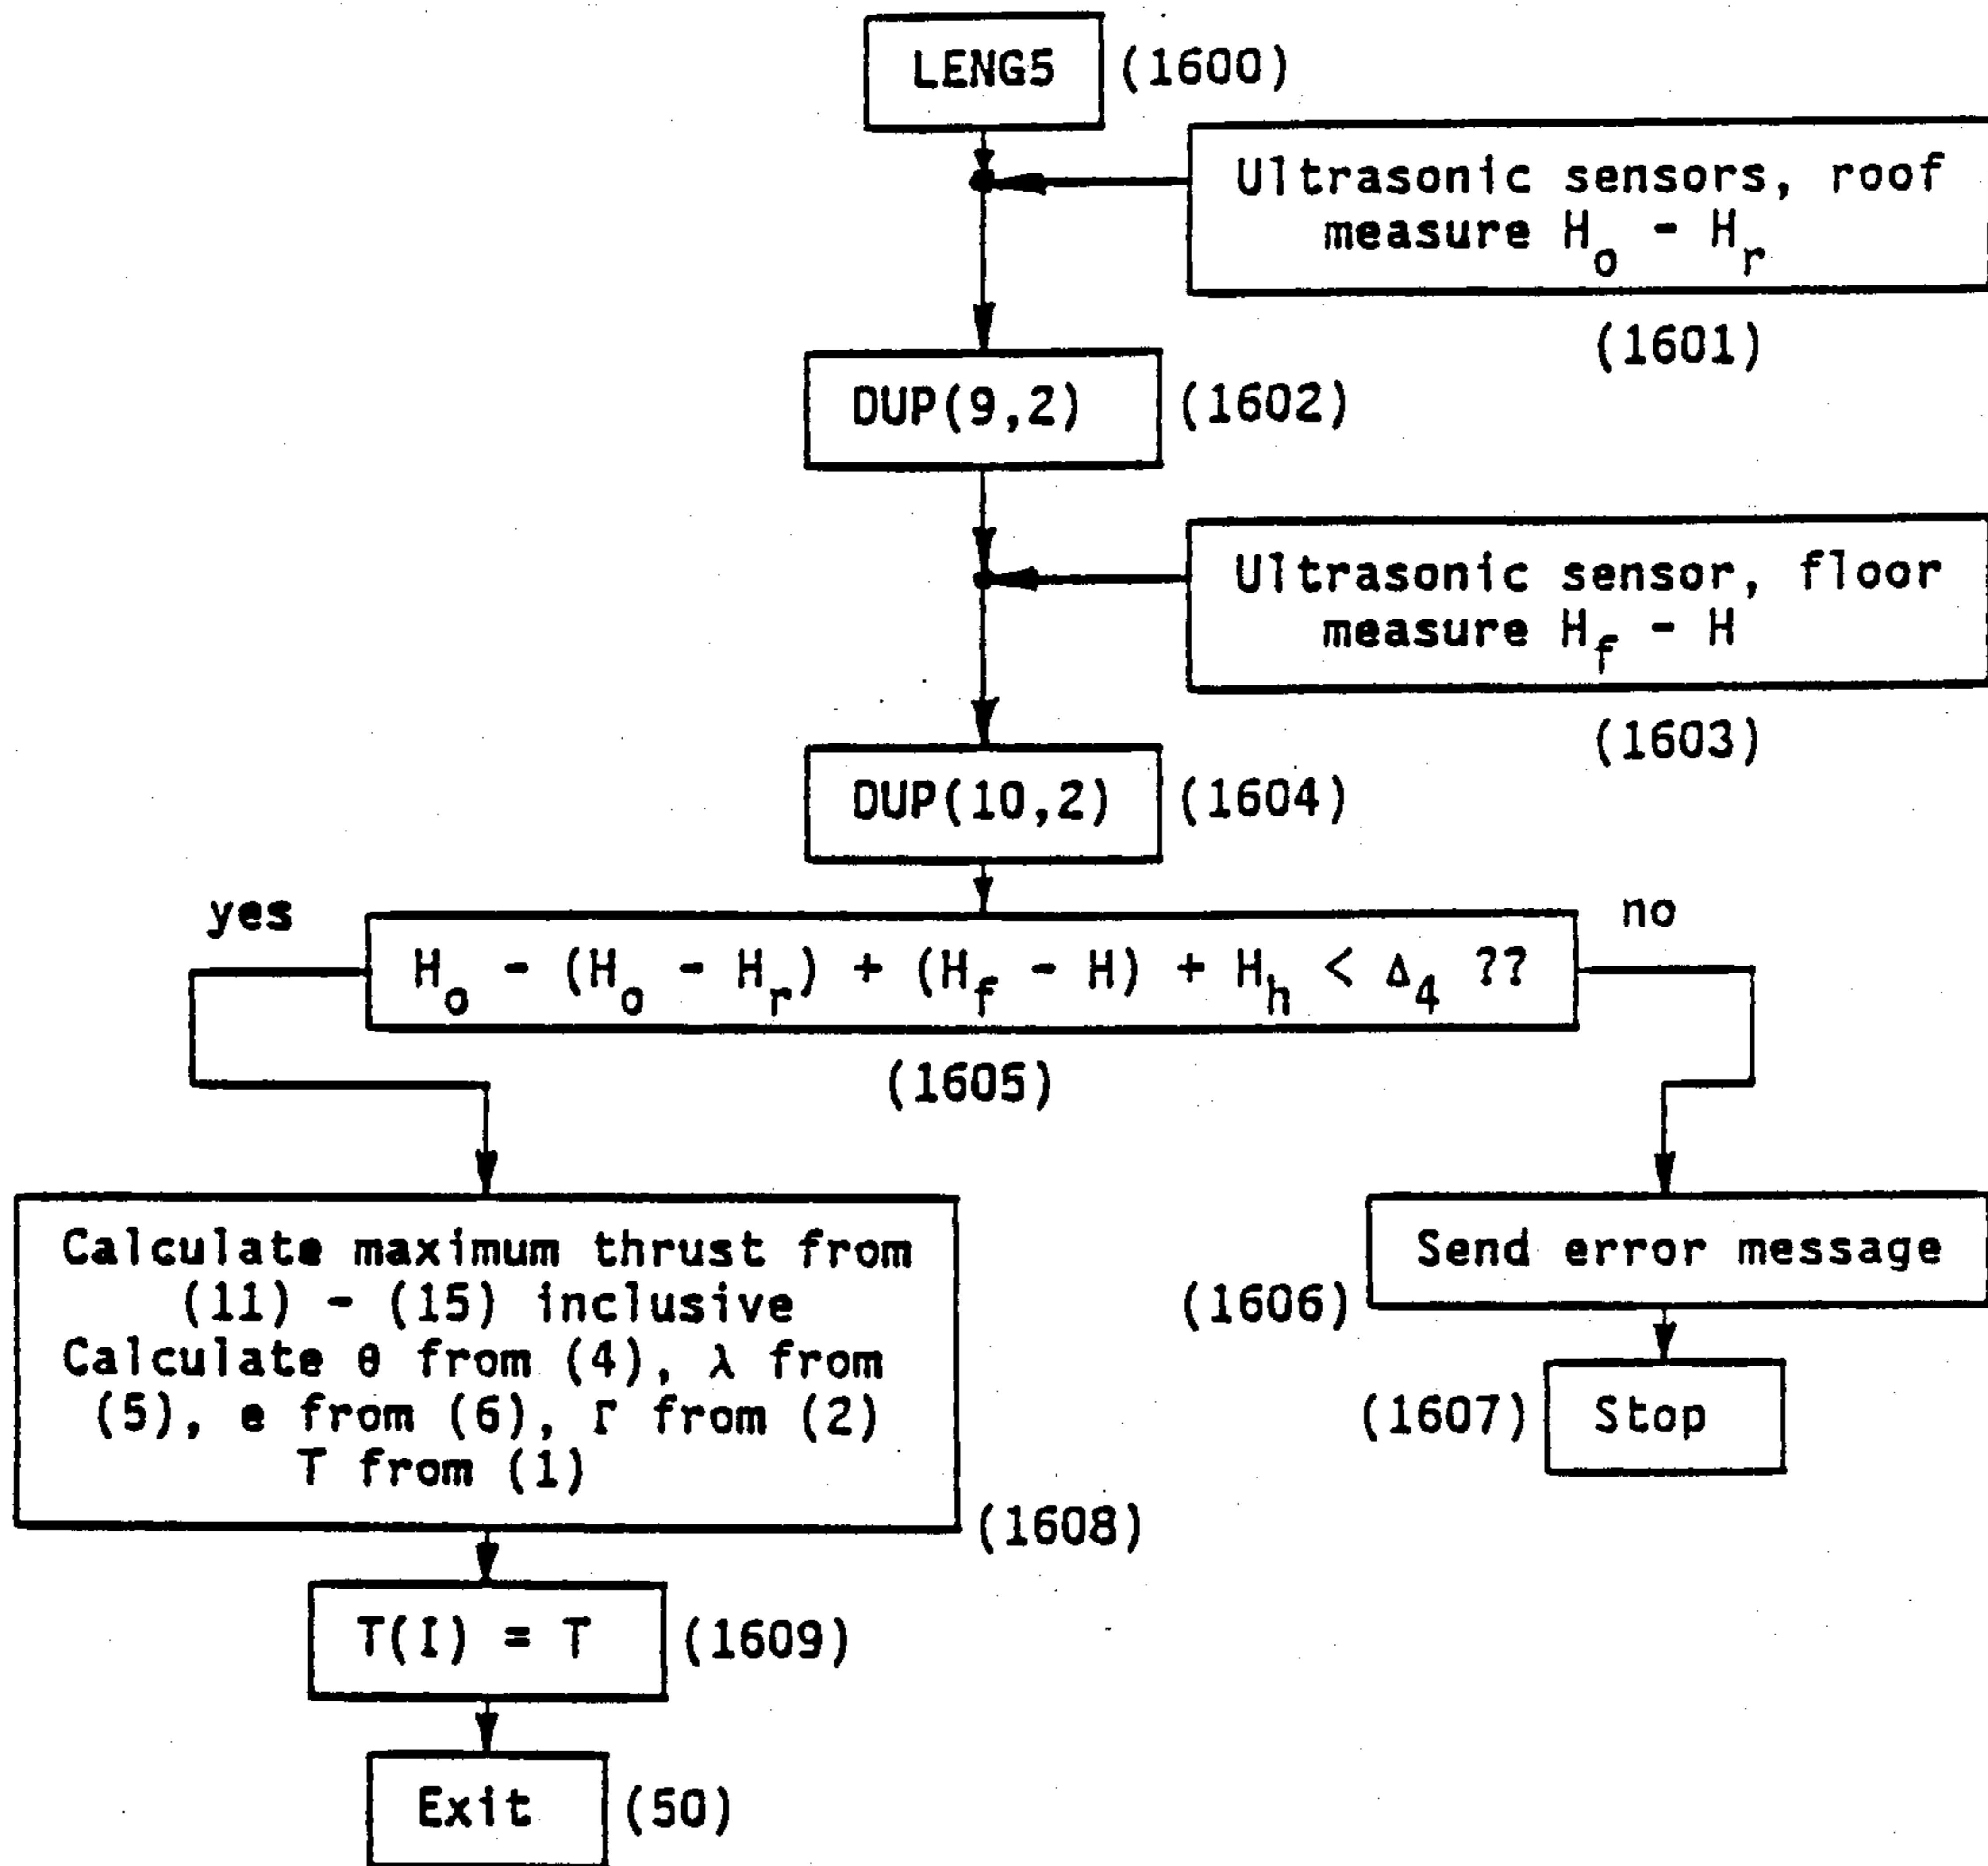 LENG5 (1600)
Ultrasonic sensors, roof
measure H_o - H_r
(1601)
DUP(9,2) (1602)
Ultrasonic sensor, floor
measure H_f - H
(1603)
DUP(10,2) (1604)
yes
no
H_o - (H_o - H_r) + (H_f - H) + H_h < Δ_4 ??
(1605)
Calculate maximum thrust from
(11) - (15) inclusive
Calculate θ from (4), λ from
(5), e from (6), Γ from (2)
T from (1)
(1608)
Send error message
(1606)
(1607) Stop
T(I) = T (1609)
Exit (50)